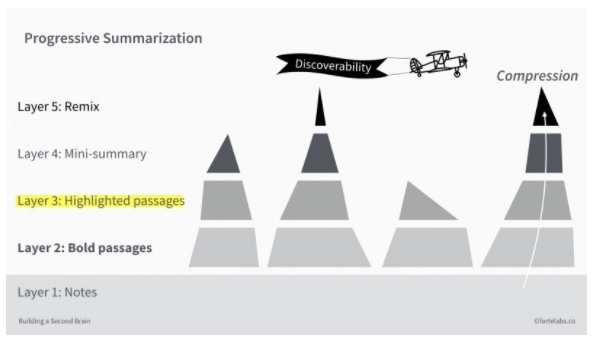 Progressive Summarization
Discoverability
Compression
Layer 5: Remix
Layer 4: Mini-summary
Layer 3: Highlighted passages
Layer 2: Bold passages
Layer 1: Notes
Building a Second Brain
©fortelabs.co